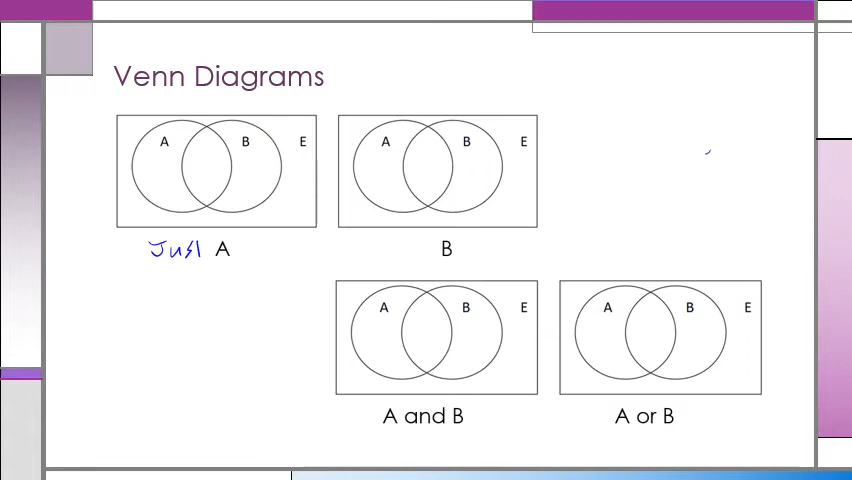 Venn Diagrams
A B E
A B E
Just A
B
A B E
A B E
A and B
A or B